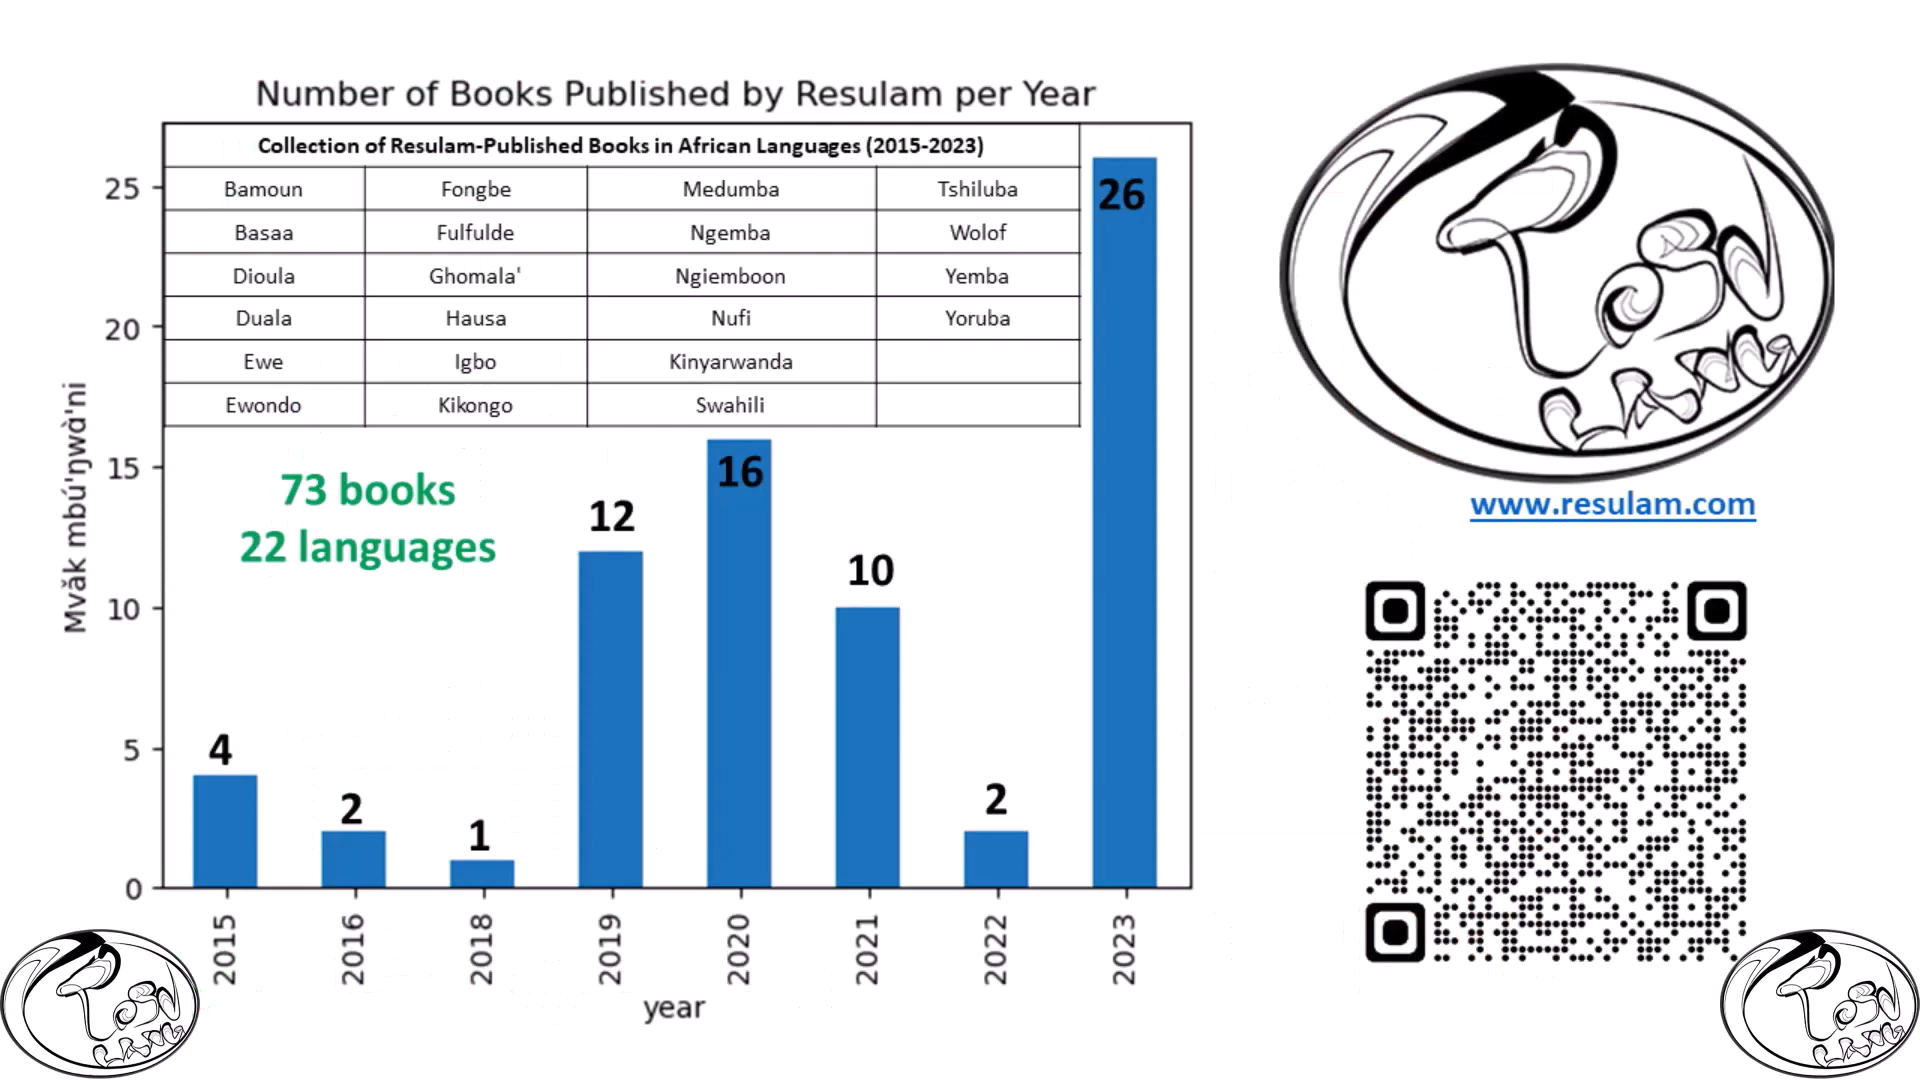 Number of Books Published by Resulam per Year
Collection of Resulam-Published Books in African Languages (2015-2023)
Bamoun Fongbe Medumba Tshiluba
Basaa Fulfulde Ngemba Wolof
Dioula Ghomala' Ngiemboon Yemba
Duala Hausa Nufi Yoruba
Ewe Igbo Kinyarwanda
Ewondo Kikongo Swahili
73 books
22 languages
Mvǎk mbú'ŋwà'ni
25
20
15
10
5
0
4
2
1
12
16
10
2
26
2015
2016
2018
2019
2020
2021
2022
2023
year
www.resulam.com